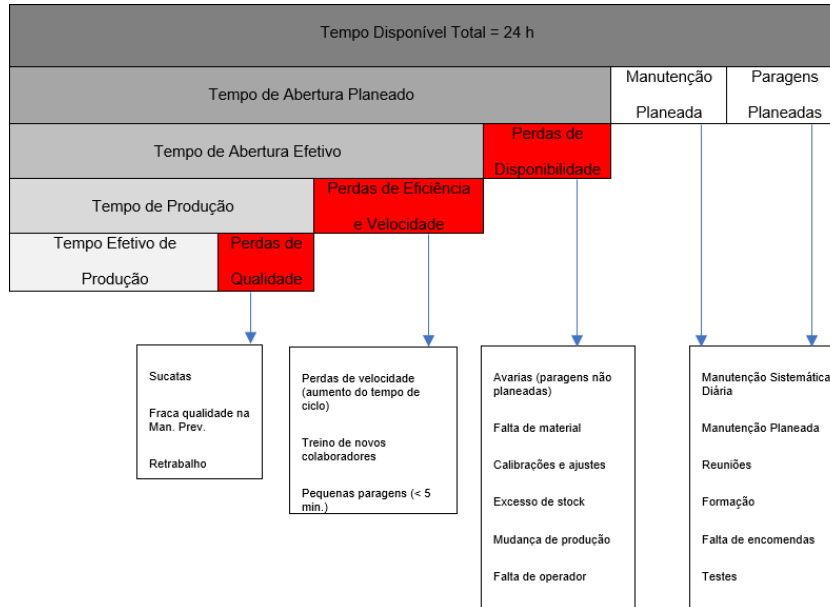 Tempo Disponível Total = 24 h
Tempo de Abertura Planeado
Manutenção
Planeada
Paragens
Planeadas
Tempo de Abertura Efetivo
Perdas de
Disponibilidade
Tempo de Produção
Perdas de Eficiência
e Velocidade
Tempo Efetivo de
Produção
Perdas de
Qualidade
Sucatas
Fraca qualidade na
Man. Prev.
Retrabalho
Perdas de velocidade
(aumento do tempo de
ciclo)
Treino de novos
colaboradores
Pequenas paragens (< 5
min.)
Avarias (paragens não
planeadas)
Falta de material
Calibrações e ajustes
Excesso de stock
Mudança de produção
Falta de operador
Manutenção Sistemática
Diária
Manutenção Planeada
Reuniões
Formação
Falta de encomendas
Testes